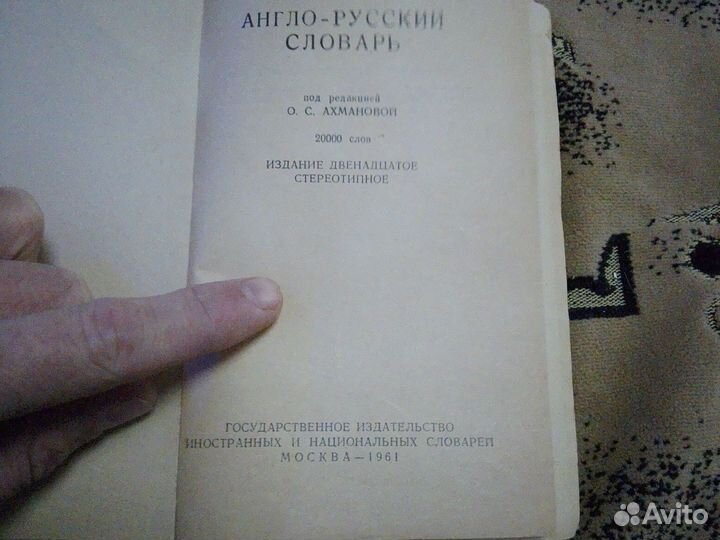 АНГЛО-РУССКИЙ
СЛОВАРЬ
под редакцией
О. С. АХМАНОВОЙ
20000 слов
ИЗДАНИЕ ДВЕНАДЦАТОЕ
СТЕРЕОТИПНОЕ
ГОСУДАРСТВЕННОЕ ИЗДАТЕЛЬСТВО
ИНОСТРАННЫХ И НАЦИОНАЛЬНЫХ СЛОВАРЕЙ
МОСКВА—1961
Avito